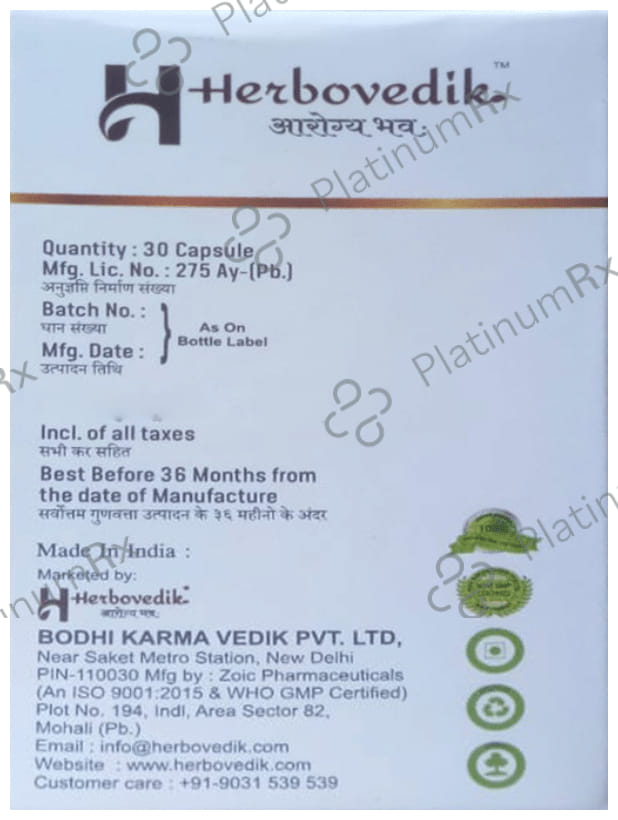 Herbovedik™
आरोग्य भव:
Quantity : 30 Capsule
Mfg. Lic. No. : 275 Ay-(Pb.)
अनुज्ञप्ति निर्माण संख्या
Batch No. :
घान संख्या
As On
Bottle Label
Mfg. Date :
उत्पादन तिथि
Incl. of all taxes
सभी कर सहित
Best Before 36 Months from
the date of Manufacture
सर्वोत्तम गुणवत्ता उत्पादन के ३६ महीनो के अंदर
Made In India :
Marketed by:
Herbovedik
आरोग्य भव:
BODHI KARMA VEDIK PVT. LTD,
Near Saket Metro Station, New Delhi
PIN-110030 Mfg by : Zoic Pharmaceuticals
(An ISO 9001:2015 & WHO GMP Certified)
Plot No. 194, Indl, Area Sector 82,
Mohali (Pb.)
Email : info@herbovedik.com
Website : www.herbovedik.com
Customer care : +91-9031 539 539
PlatinumRx
PlatinumRx
PlatinumRx